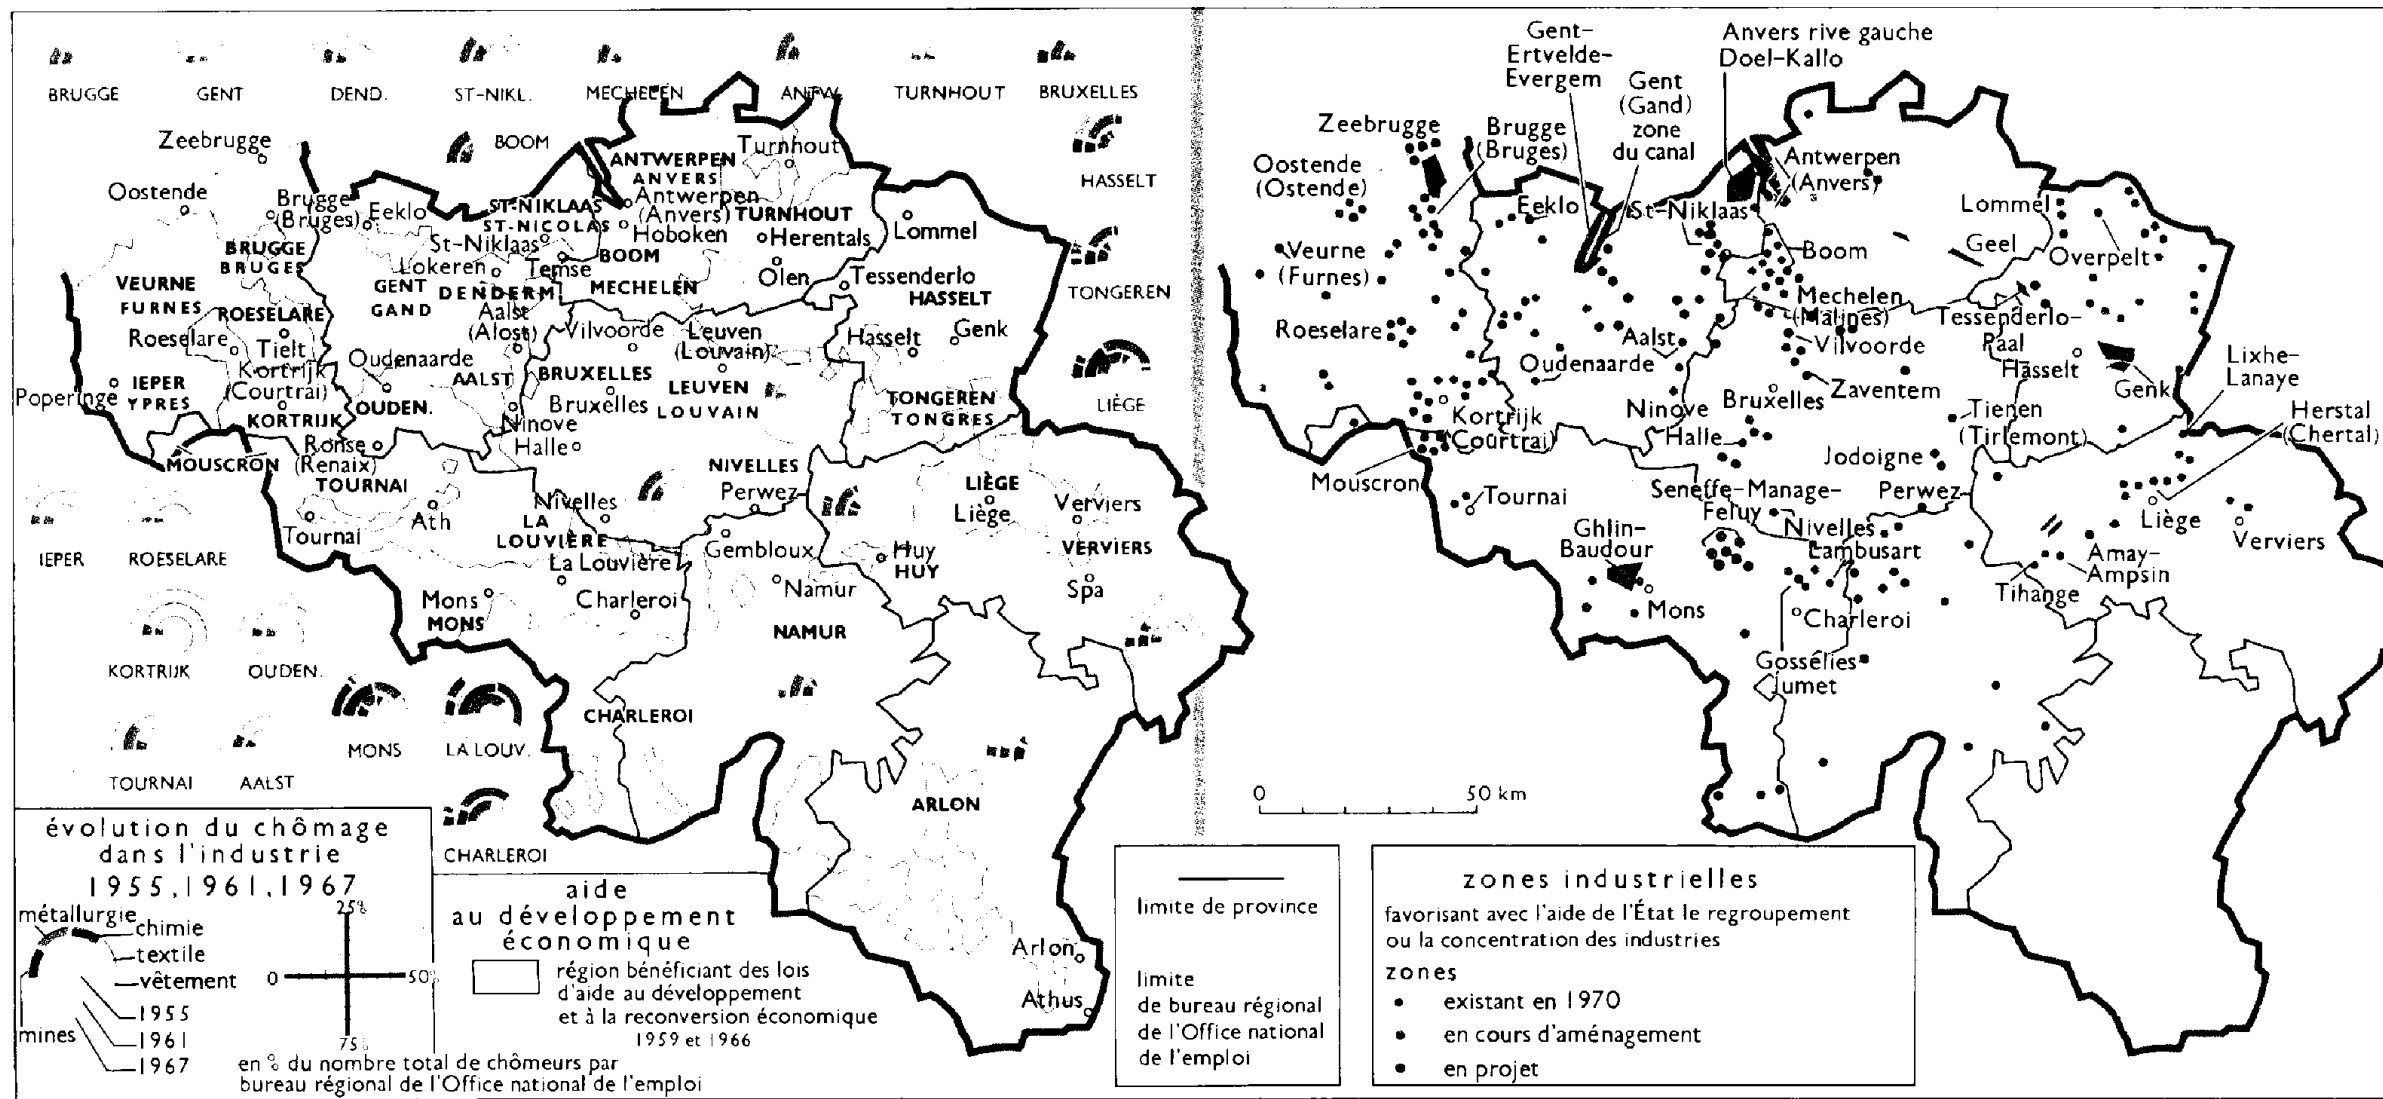 BRUGGE
GENT
DEND.
ST-NIKL.
MECHELEN
ANTW.
TURNHOUT
BRUXELLES
BOOM
HASSELT
TONGEREN
LIÈGE
IEPER
ROESELARE
KORTRIJK
OUDEN.
TOURNAI
AALST
MONS
LA LOUV.
CHARLEROI
Zeebrugge
Oostende
Brugge
(Bruges)
Eeklo
BRUGGE
BRUGES
VEURNE
FURNES
ROESELARE
Roeselare
Tielt
Kortrijk
(Courtrai)
Poperinge
IEPER
YPRES
KORTRIJK
MOUSCRON
ANTWERPEN
ANVERS
Turnhout
Antwerpen
(Anvers)
TURNHOUT
ST-NIKLAAS
ST-NICOLAS
St-Niklaas
Hoboken
Herentals
Lommel
Lokeren
Temse
BOOM
Olen
Tessenderlo
GENT
GAND
DENDERM.
MECHELEN
HASSELT
Aalst
(Alost)
Vilvoorde
Leuven
(Louvain)
Hasselt
Genk
Oudenaarde
AALST
BRUXELLES
LEUVEN
LOUVAIN
Bruxelles
TONGEREN
TONGRES
OUDEN.
Ninove
Halle
Ronse
(Renaix)
TOURNAI
NIVELLES
Perwez
LIÈGE
Liège
Verviers
VERVIERS
Nivelles
LA
LOUVIÈRE
La Louvière
Ath
Tournai
Gembloux
Huy
HUY
Namur
Spa
Mons
MONS
Charleroi
NAMUR
CHARLEROI
ARLON
Arlon
Athus
évolution du chômage
dans l'industrie
1955,1961,1967
métallurgie
chimie
textile
vêtement
mines
1955
1961
1967
25%
0
50%
75%
en % du nombre total de chômeurs par
bureau régional de l'Office national de l'emploi
aide
au développement
économique
région bénéficiant des lois
d'aide au développement
et à la reconversion économique
1959 et 1966
limite de province
limite
de bureau régional
de l'Office national
de l'emploi
Gent-
Ertvelde-
Evergem
Gent
(Gand)
zone
du canal
Anvers rive gauche
Doel-Kallo
Zeebrugge
Brugge
(Bruges)
Oostende
(Ostende)
Antwerpen
(Anvers)
Eeklo
St-Niklaas
Lommel
Veurne
(Furnes)
Boom
Geel
Overpelt
Mechelen
(Malines)
Roeselare
Aalst
Vilvoorde
Tessenderlo-
Paal
Oudenaarde
Hasselt
Lixhe-
Lanaye
Zaventem
Genk
Kortrijk
(Courtrai)
Ninove
Bruxelles
Tienen
(Tirlemont)
Herstal
(Chertal)
Halle
Mouscron
Jodoigne
Tournai
Seneffe-Manage-
Feluy
Perwez
Liège
Verviers
Ghlin-
Baudour
Nivelles
Lambusart
Amay-
Ampsin
Tihange
Mons
Charleroi
Gosselies
Jumet
0
50 km
zones industrielles
favorisant avec l'aide de l'État le regroupement
ou la concentration des industries
zones
existant en 1970
en cours d'aménagement
en projet